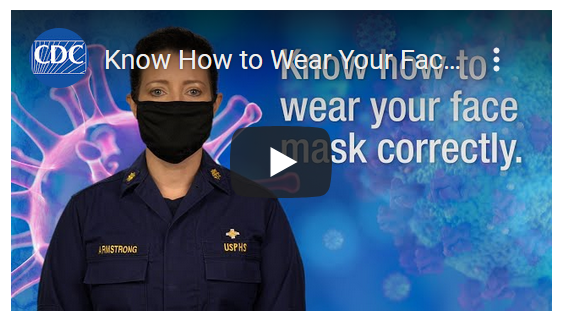 CDC
Know How to Wear Your Fac...
Know how to
wear your face
mask correctly.
ARMSTRONG
USPHS